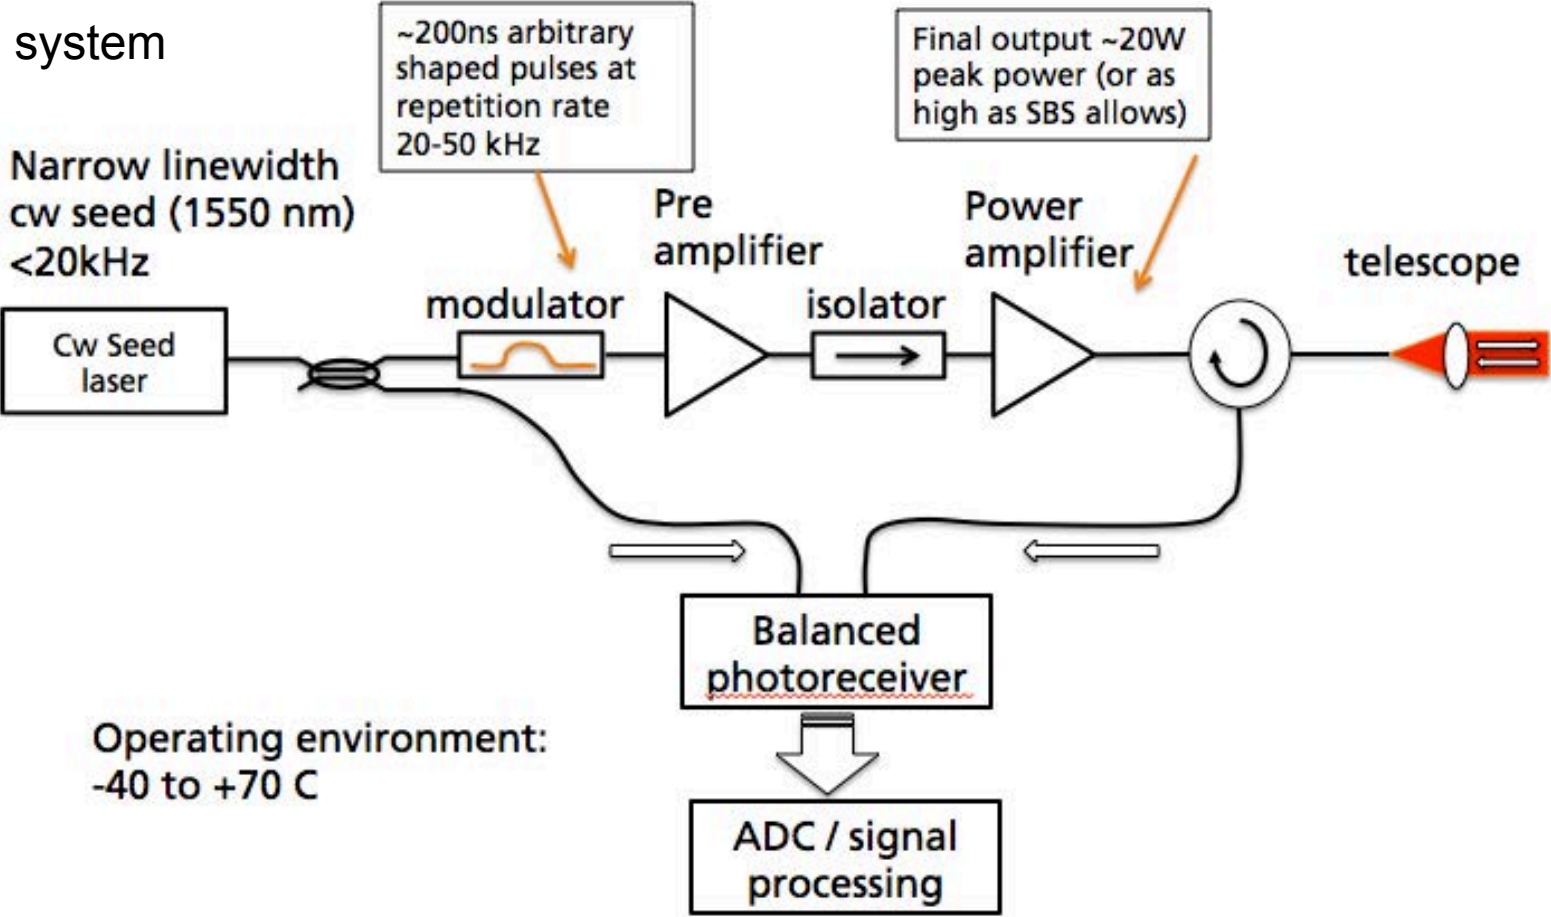 system
~200ns arbitrary
shaped pulses at
repetition rate
20-50 kHz
Final output ~20W
peak power (or as
high as SBS allows)
Narrow linewidth
cw seed (1550 nm)
<20kHz
Pre
amplifier
Power
amplifier
telescope
modulator
isolator
Cw Seed
laser
Balanced
photoreceiver
Operating environment:
-40 to +70 C
ADC / signal
processing